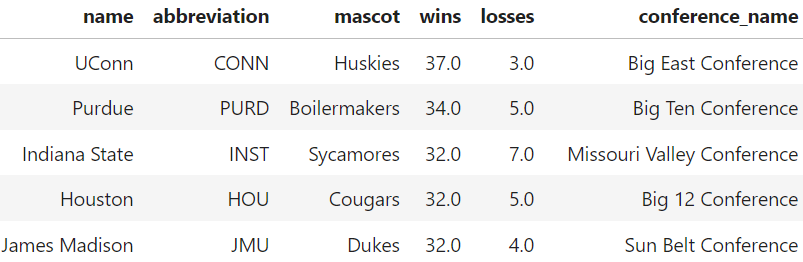 name abbreviation mascot wins losses conference_name
UConn CONN Huskies 37.0 3.0 Big East Conference
Purdue PURD Boilermakers 34.0 5.0 Big Ten Conference
Indiana State INST Sycamores 32.0 7.0 Missouri Valley Conference
Houston HOU Cougars 32.0 5.0 Big 12 Conference
James Madison JMU Dukes 32.0 4.0 Sun Belt Conference